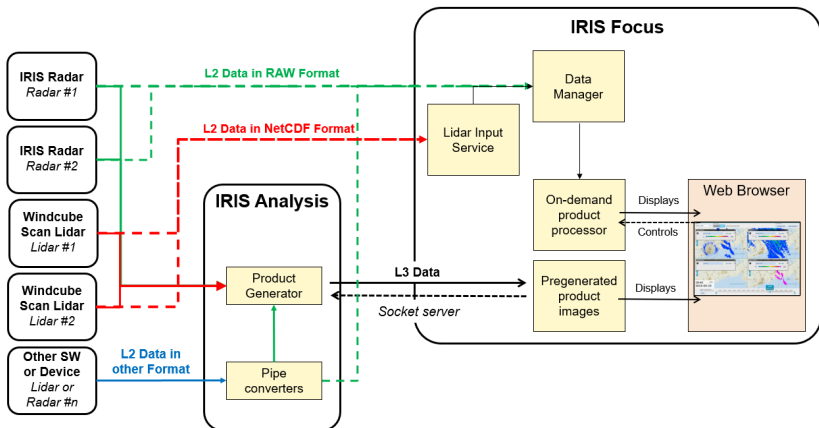 IRIS Focus
IRIS Radar
Radar #1
L2 Data in RAW Format
Data
Manager
IRIS Radar
Radar #2
L2 Data in NetCDF Format
Lidar Input
Service
IRIS Analysis
Windcube
Scan Lidar
Lidar #1
On-demand
product
processor
Displays
Controls
Web Browser
Windcube
Scan Lidar
Lidar #2
Product
Generator
L3 Data
Socket server
Pregenerated
product
images
Displays
Other SW
or Device
Lidar or
Radar #n
L2 Data in
other Format
Pipe
converters